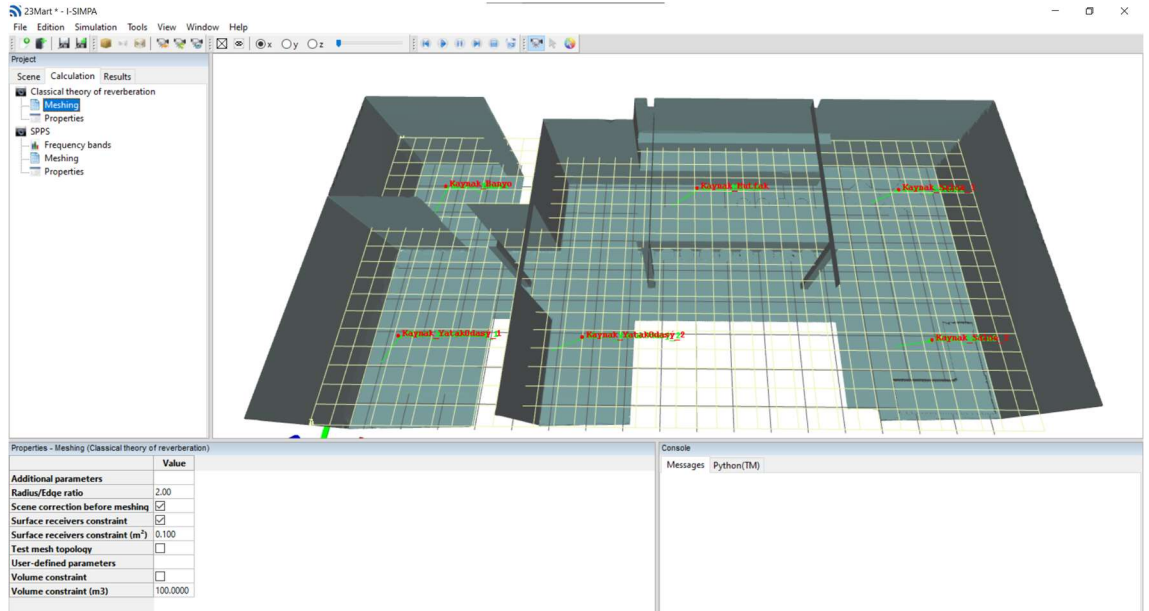 23Mart * - I-SIMPA
File Edition Simulation Tools View Window Help
x y z
Project
Scene Calculation Results
Classical theory of reverberation
Meshing
Properties
SPPS
Frequency bands
Meshing
Properties
Kaynak_Banyo
Kaynak_Mutfak
Kaynak_YatakOdasy_1
Kaynak_YatakOdasy_2
Properties - Meshing (Classical theory of reverberation)
Value
Additional parameters
Radius/Edge ratio 2.00
Scene correction before meshing
Surface receivers constraint
Surface receivers constraint (m²) 0.100
Test mesh topology
User-defined parameters
Volume constraint
Volume constraint (m3) 100.0000
Console
Messages Python(TM)